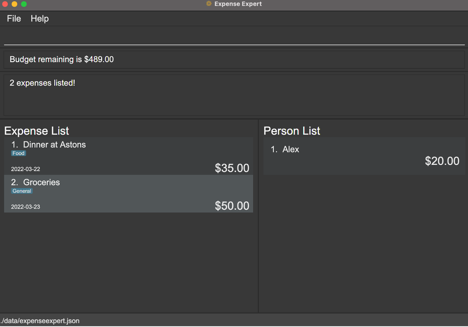 Expense Expert
File Help
Budget remaining is $489.00
2 expenses listed!
Expense List
1. Dinner at Astons
Food
2022-03-22
$35.00
2. Groceries
General
2022-03-23
$50.00
Person List
1. Alex
$20.00
./data/expenseexpert.json